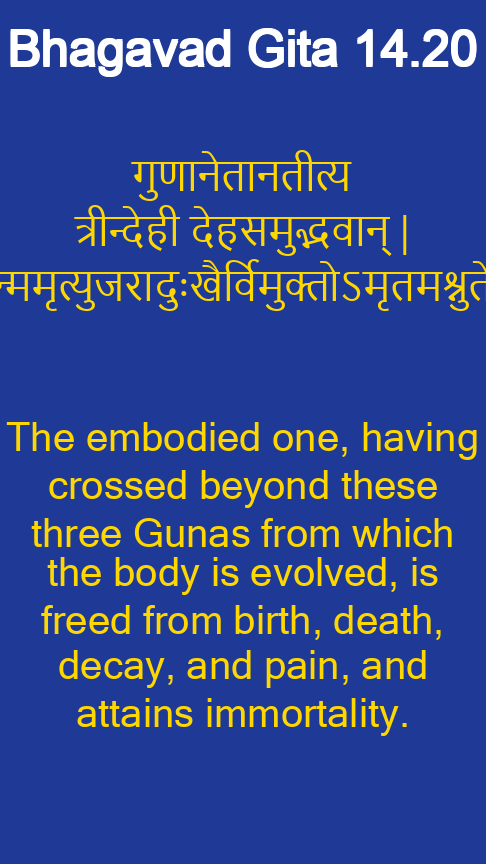 Bhagavad Gita 14.20
गुणानेतानतीत्य
त्रीन्देही देहसमुद्भवान् |
न्ममृत्युजरादुःखैर्विमुक्तोऽमृतमश्नुते
The embodied one, having
crossed beyond these
three Gunas from which
the body is evolved, is
freed from birth, death,
decay, and pain, and
attains immortality.